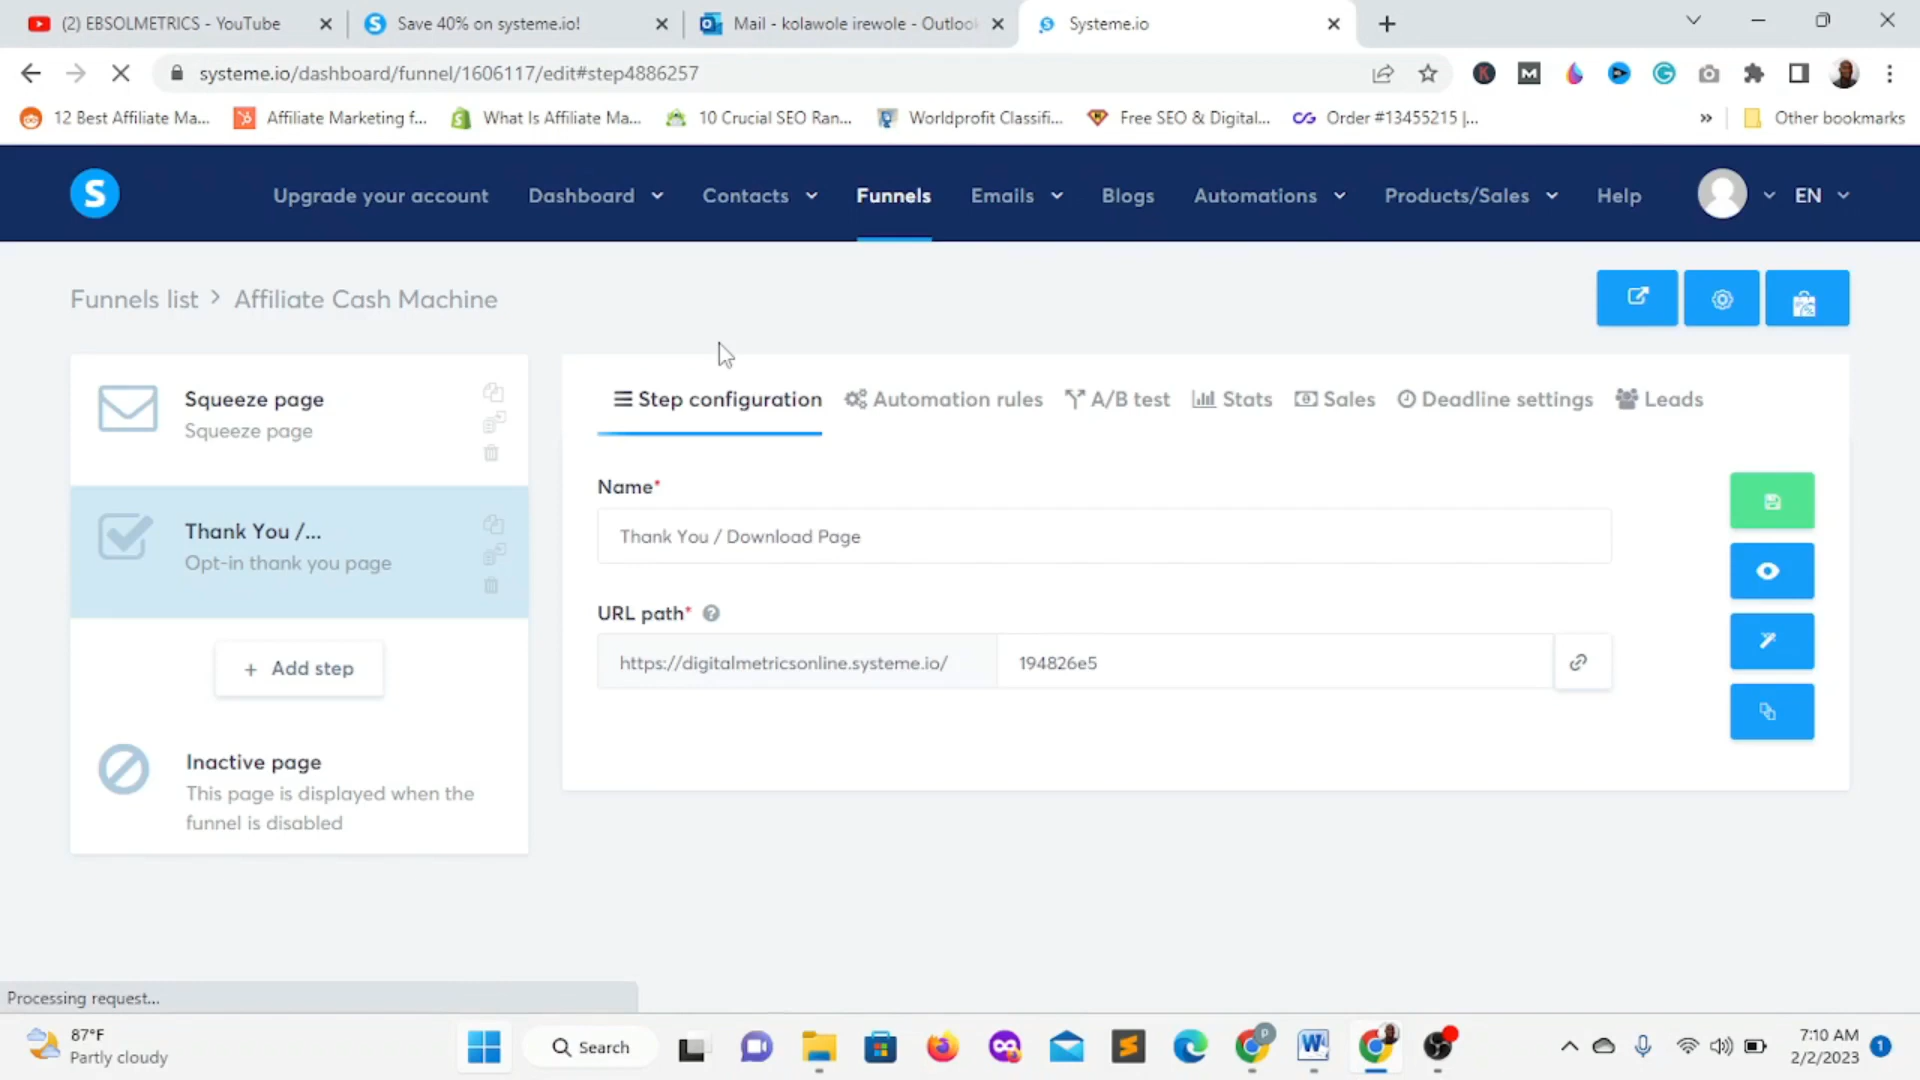 (2) EBSOLMETRICS - YouTube
Save 40% on systeme.io!
Mail - kolawole irewole - Outlook
Systeme.io
systeme.io/dashboard/funnel/1606117/edit#step4886257
12 Best Affiliate Ma...
Affiliate Marketing f...
What Is Affiliate Ma...
10 Crucial SEO Ran...
Worldprofit Classifi...
Free SEO & Digital...
Order #13455215 |...
Other bookmarks
Upgrade your account
Dashboard
Contacts
Funnels
Emails
Blogs
Automations
Products/Sales
Help
EN
Funnels list > Affiliate Cash Machine
Squeeze page
Squeeze page
Thank You /...
Opt-in thank you page
+ Add step
Inactive page
This page is displayed when the
funnel is disabled
Step configuration
Automation rules
A/B test
Stats
Sales
Deadline settings
Leads
Name*
Thank You / Download Page
URL path*
https://digitalmetricsonline.systeme.io/
194826e5
Processing request...
87°F
Partly cloudy
Search
7:10 AM
2/2/2023
1